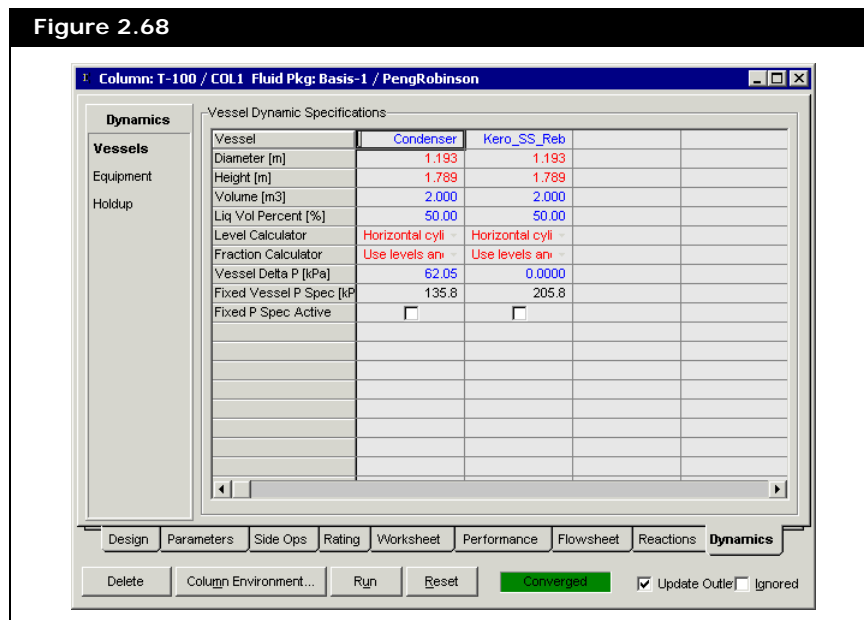 Figure 2.68
Column: T-100 / COL1 Fluid Pkg: Basis-1 / PengRobinson
Dynamics
Vessels
Equipment
Holdup
Vessel Dynamic Specifications
Vessel Condenser Kero_SS_Reb
Diameter [m] 1.193 1.193
Height [m] 1.789 1.789
Volume [m3] 2.000 2.000
Liq Vol Percent [%] 50.00 50.00
Level Calculator Horizontal cyli Horizontal cyli
Fraction Calculator Use levels an Use levels an
Vessel Delta P [kPa] 62.05 0.0000
Fixed Vessel P Spec [kP 135.8 205.8
Fixed P Spec Active
Design Parameters Side Ops Rating Worksheet Performance Flowsheet Reactions Dynamics
Delete Column Environment... Run Reset Converged Update Outle Ignored